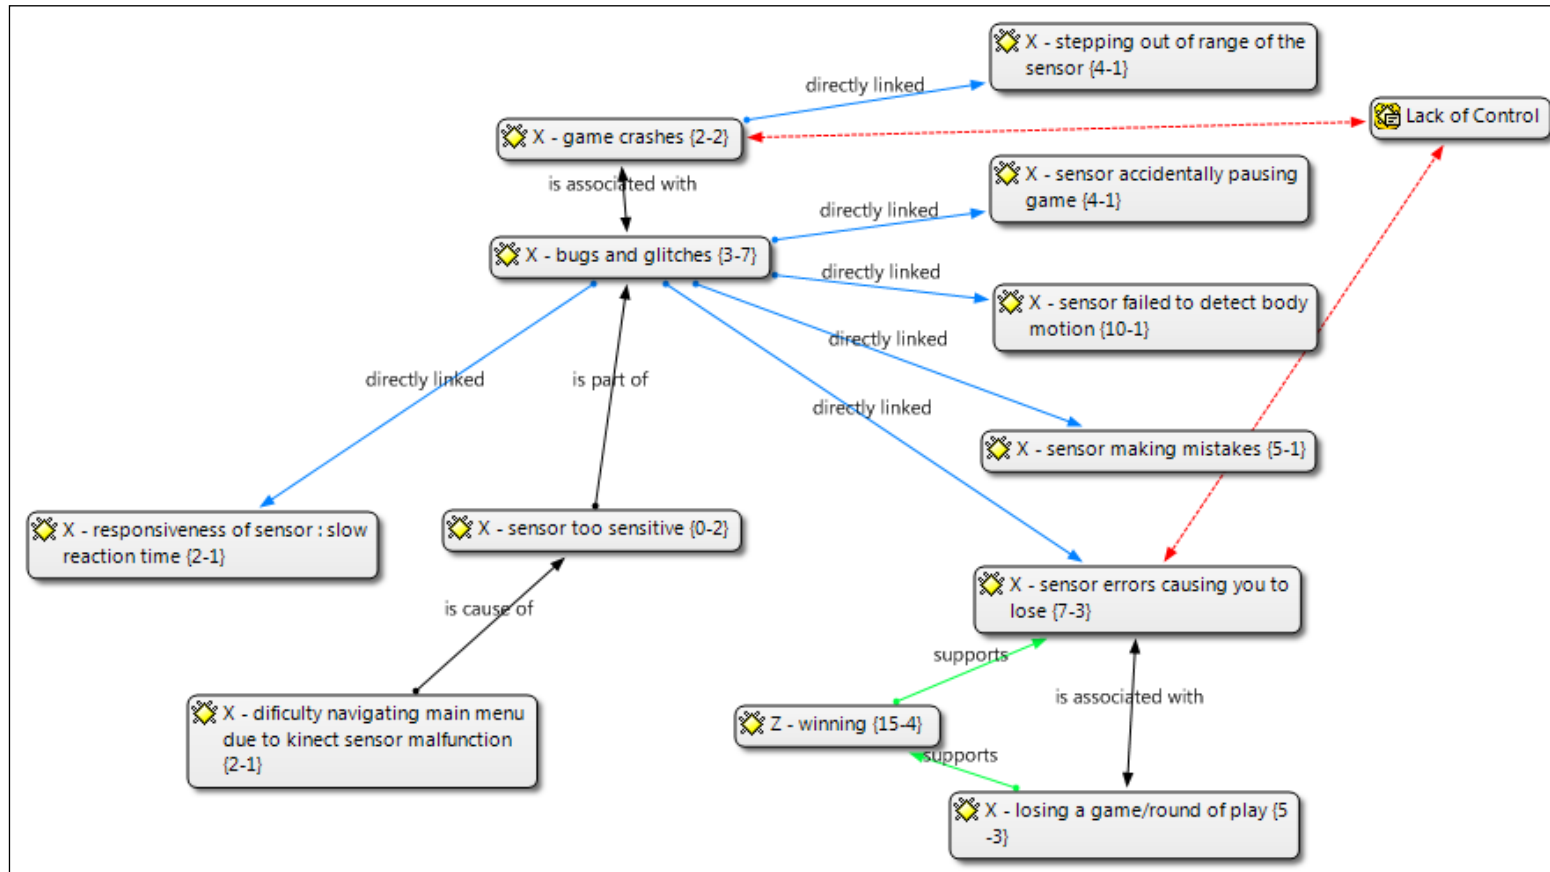 X - stepping out of range of the
sensor {4-1}
directly linked
Lack of Control
X - game crashes {2-2}
is associated with
X - sensor accidentally pausing
game {4-1}
directly linked
X - bugs and glitches {3-7}
directly linked
X - sensor failed to detect body
motion {10-1}
directly linked
directly linked
is part of
directly linked
X - sensor making mistakes {5-1}
X - responsiveness of sensor : slow
reaction time {2-1}
X - sensor too sensitive {0-2}
X - sensor errors causing you to
lose {7-3}
is cause of
supports
is associated with
X - dificulty navigating main menu
due to kinect sensor malfunction
{2-1}
Z - winning {15-4}
supports
X - losing a game/round of play {5
-3}